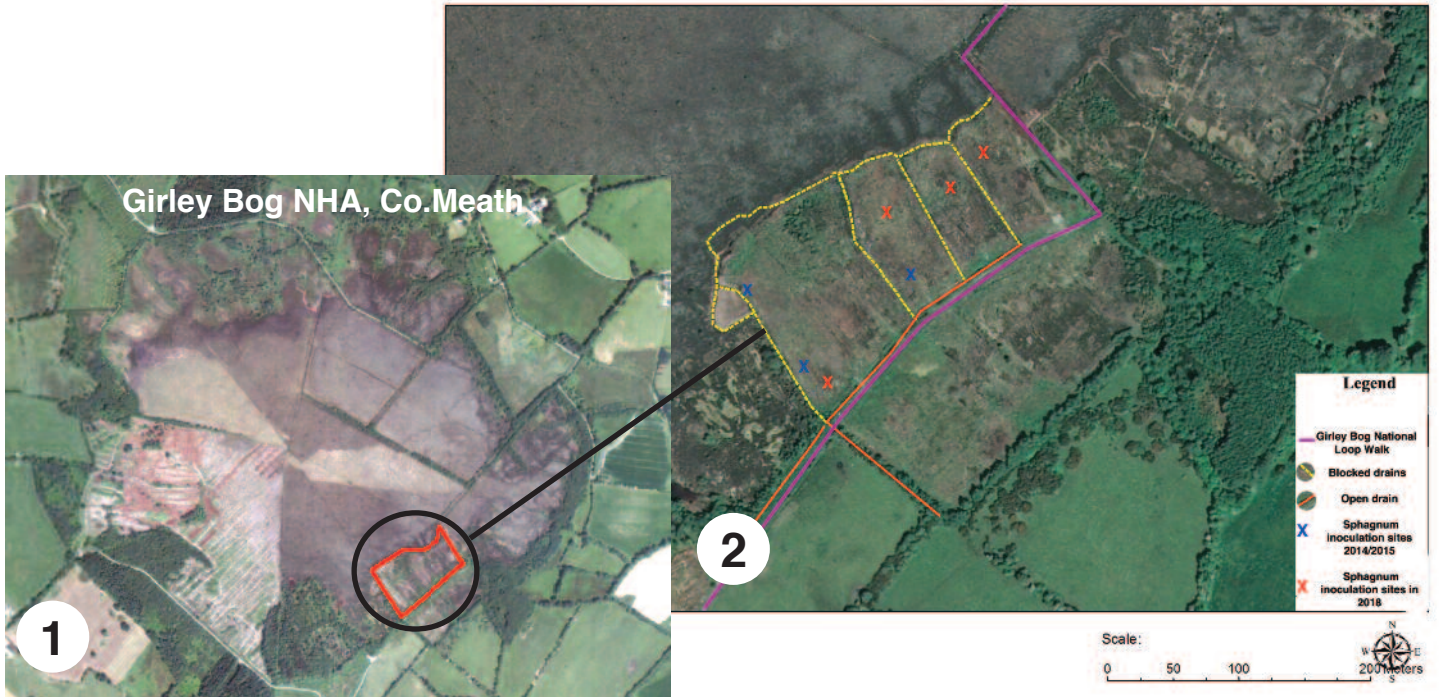 Girley Bog NHA, Co.Meath
1
2
Legend
Girley Bog National
Loop Walk
Blocked drains
Open drain
X
Sphagnum
inoculation sites
2014/2015
X
Sphagnum
inoculation sites in
2018
X
X
X
X
X
X
X
Scale:
0 50 100 200 Meters
N
W E
S